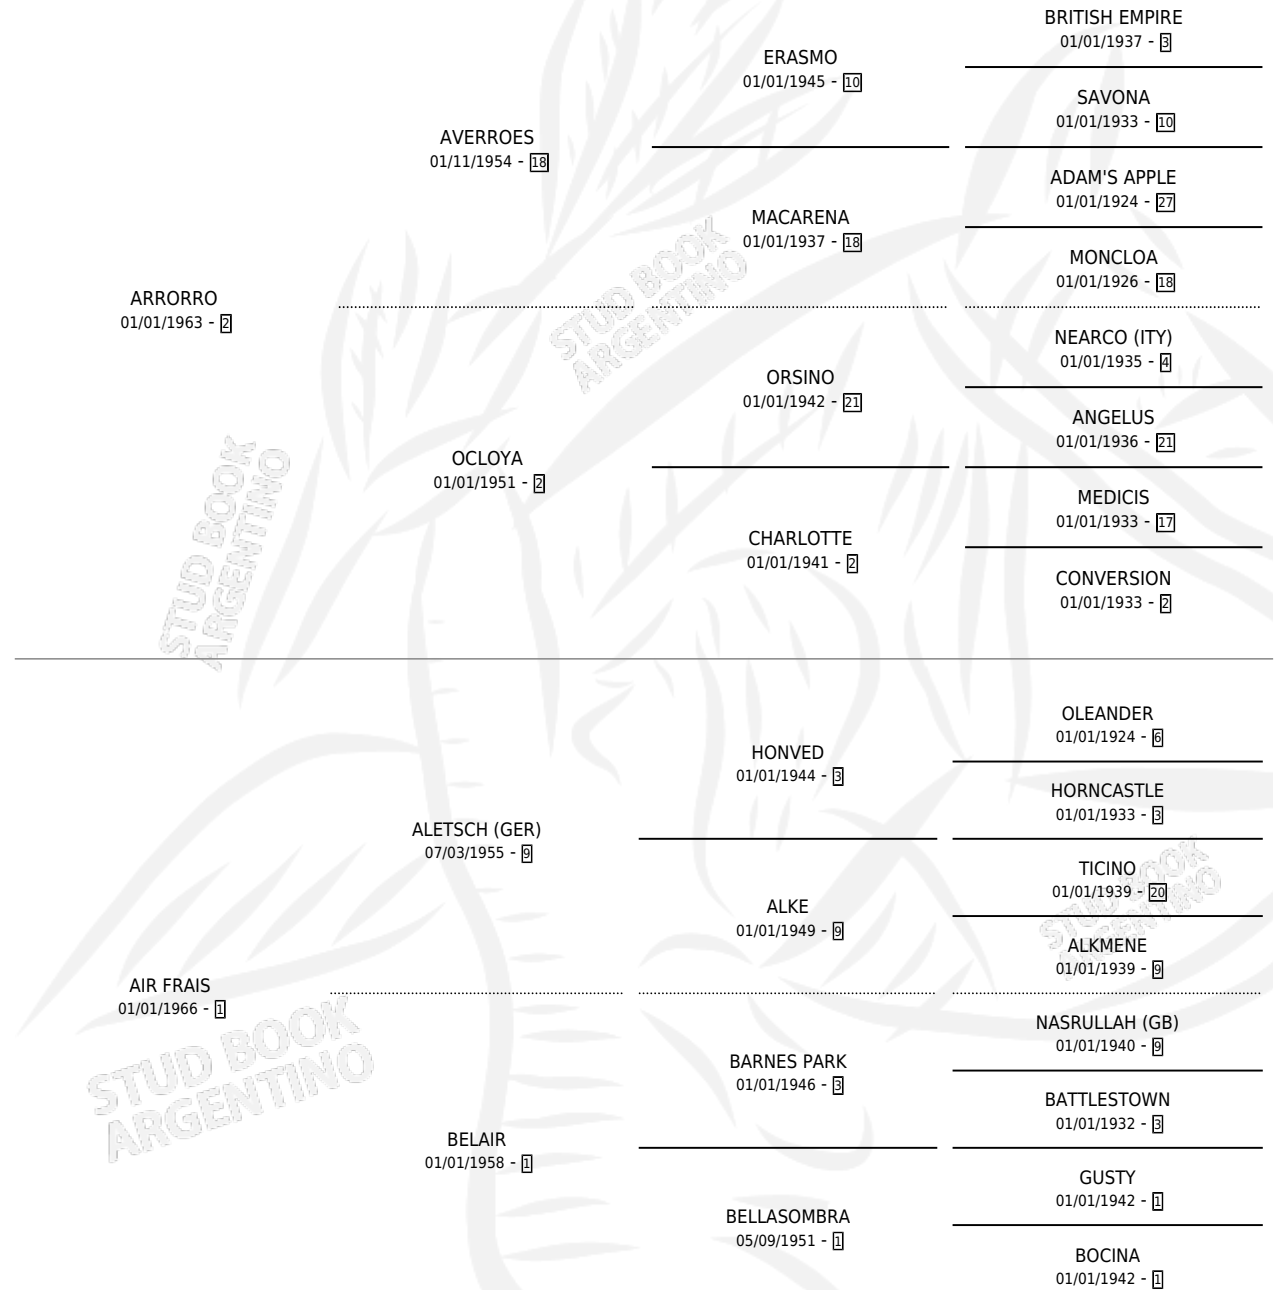 BRITISH EMPIRE
01/01/1937 - 3
ERASMO
01/01/1945 - 10
SAVONA
01/01/1933 - 10
AVERROES
01/11/1954 - 18
ADAM'S APPLE
01/01/1924 - 27
MACARENA
01/01/1937 - 18
MONCLOA
01/01/1926 - 18
ARRORRO
01/01/1963 - 2
NEARCO (ITY)
01/01/1935 - 4
ORSINO
01/01/1942 - 21
ANGELUS
01/01/1936 - 21
OCLOYA
01/01/1951 - 2
MEDICIS
01/01/1933 - 17
CHARLOTTE
01/01/1941 - 2
CONVERSION
01/01/1933 - 2
OLEANDER
01/01/1924 - 6
HONVED
01/01/1944 - 3
HORNCASTLE
01/01/1933 - 3
ALETSCH (GER)
07/03/1955 - 9
TICINO
01/01/1939 - 20
ALKE
01/01/1949 - 9
ALKMENE
01/01/1939 - 9
AIR FRAIS
01/01/1966 - 1
NASRULLAH (GB)
01/01/1940 - 9
BARNES PARK
01/01/1946 - 3
BATTLESTOWN
01/01/1932 - 3
BELAIR
01/01/1958 - 1
GUSTY
01/01/1942 - 1
BELLASOMBRA
05/09/1951 - 1
BOCINA
01/01/1942 - 1
STUD BOOK
ARGENTINO
STUD BOOK
ARGENTINO
STUD BOOK
ARGENTINO
STUD BOOK
ARGENTINO